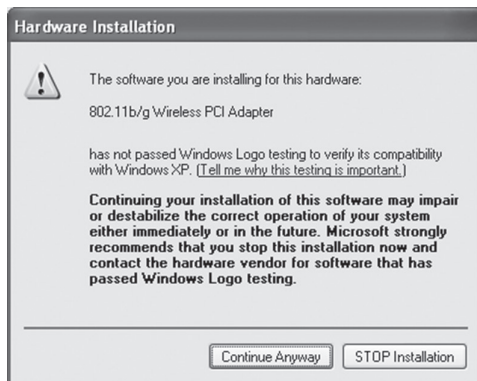 Hardware Installation
The software you are installing for this hardware:
802.11b/g Wireless PCI Adapter
has not passed Windows Logo testing to verify its compatibility
with Windows XP. (Tell me why this testing is important.)
Continuing your installation of this software may impair
or destabilize the correct operation of your system
either immediately or in the future. Microsoft strongly
recommends that you stop this installation now and
contact the hardware vendor for software that has
passed Windows Logo testing.
Continue Anyway
STOP Installation